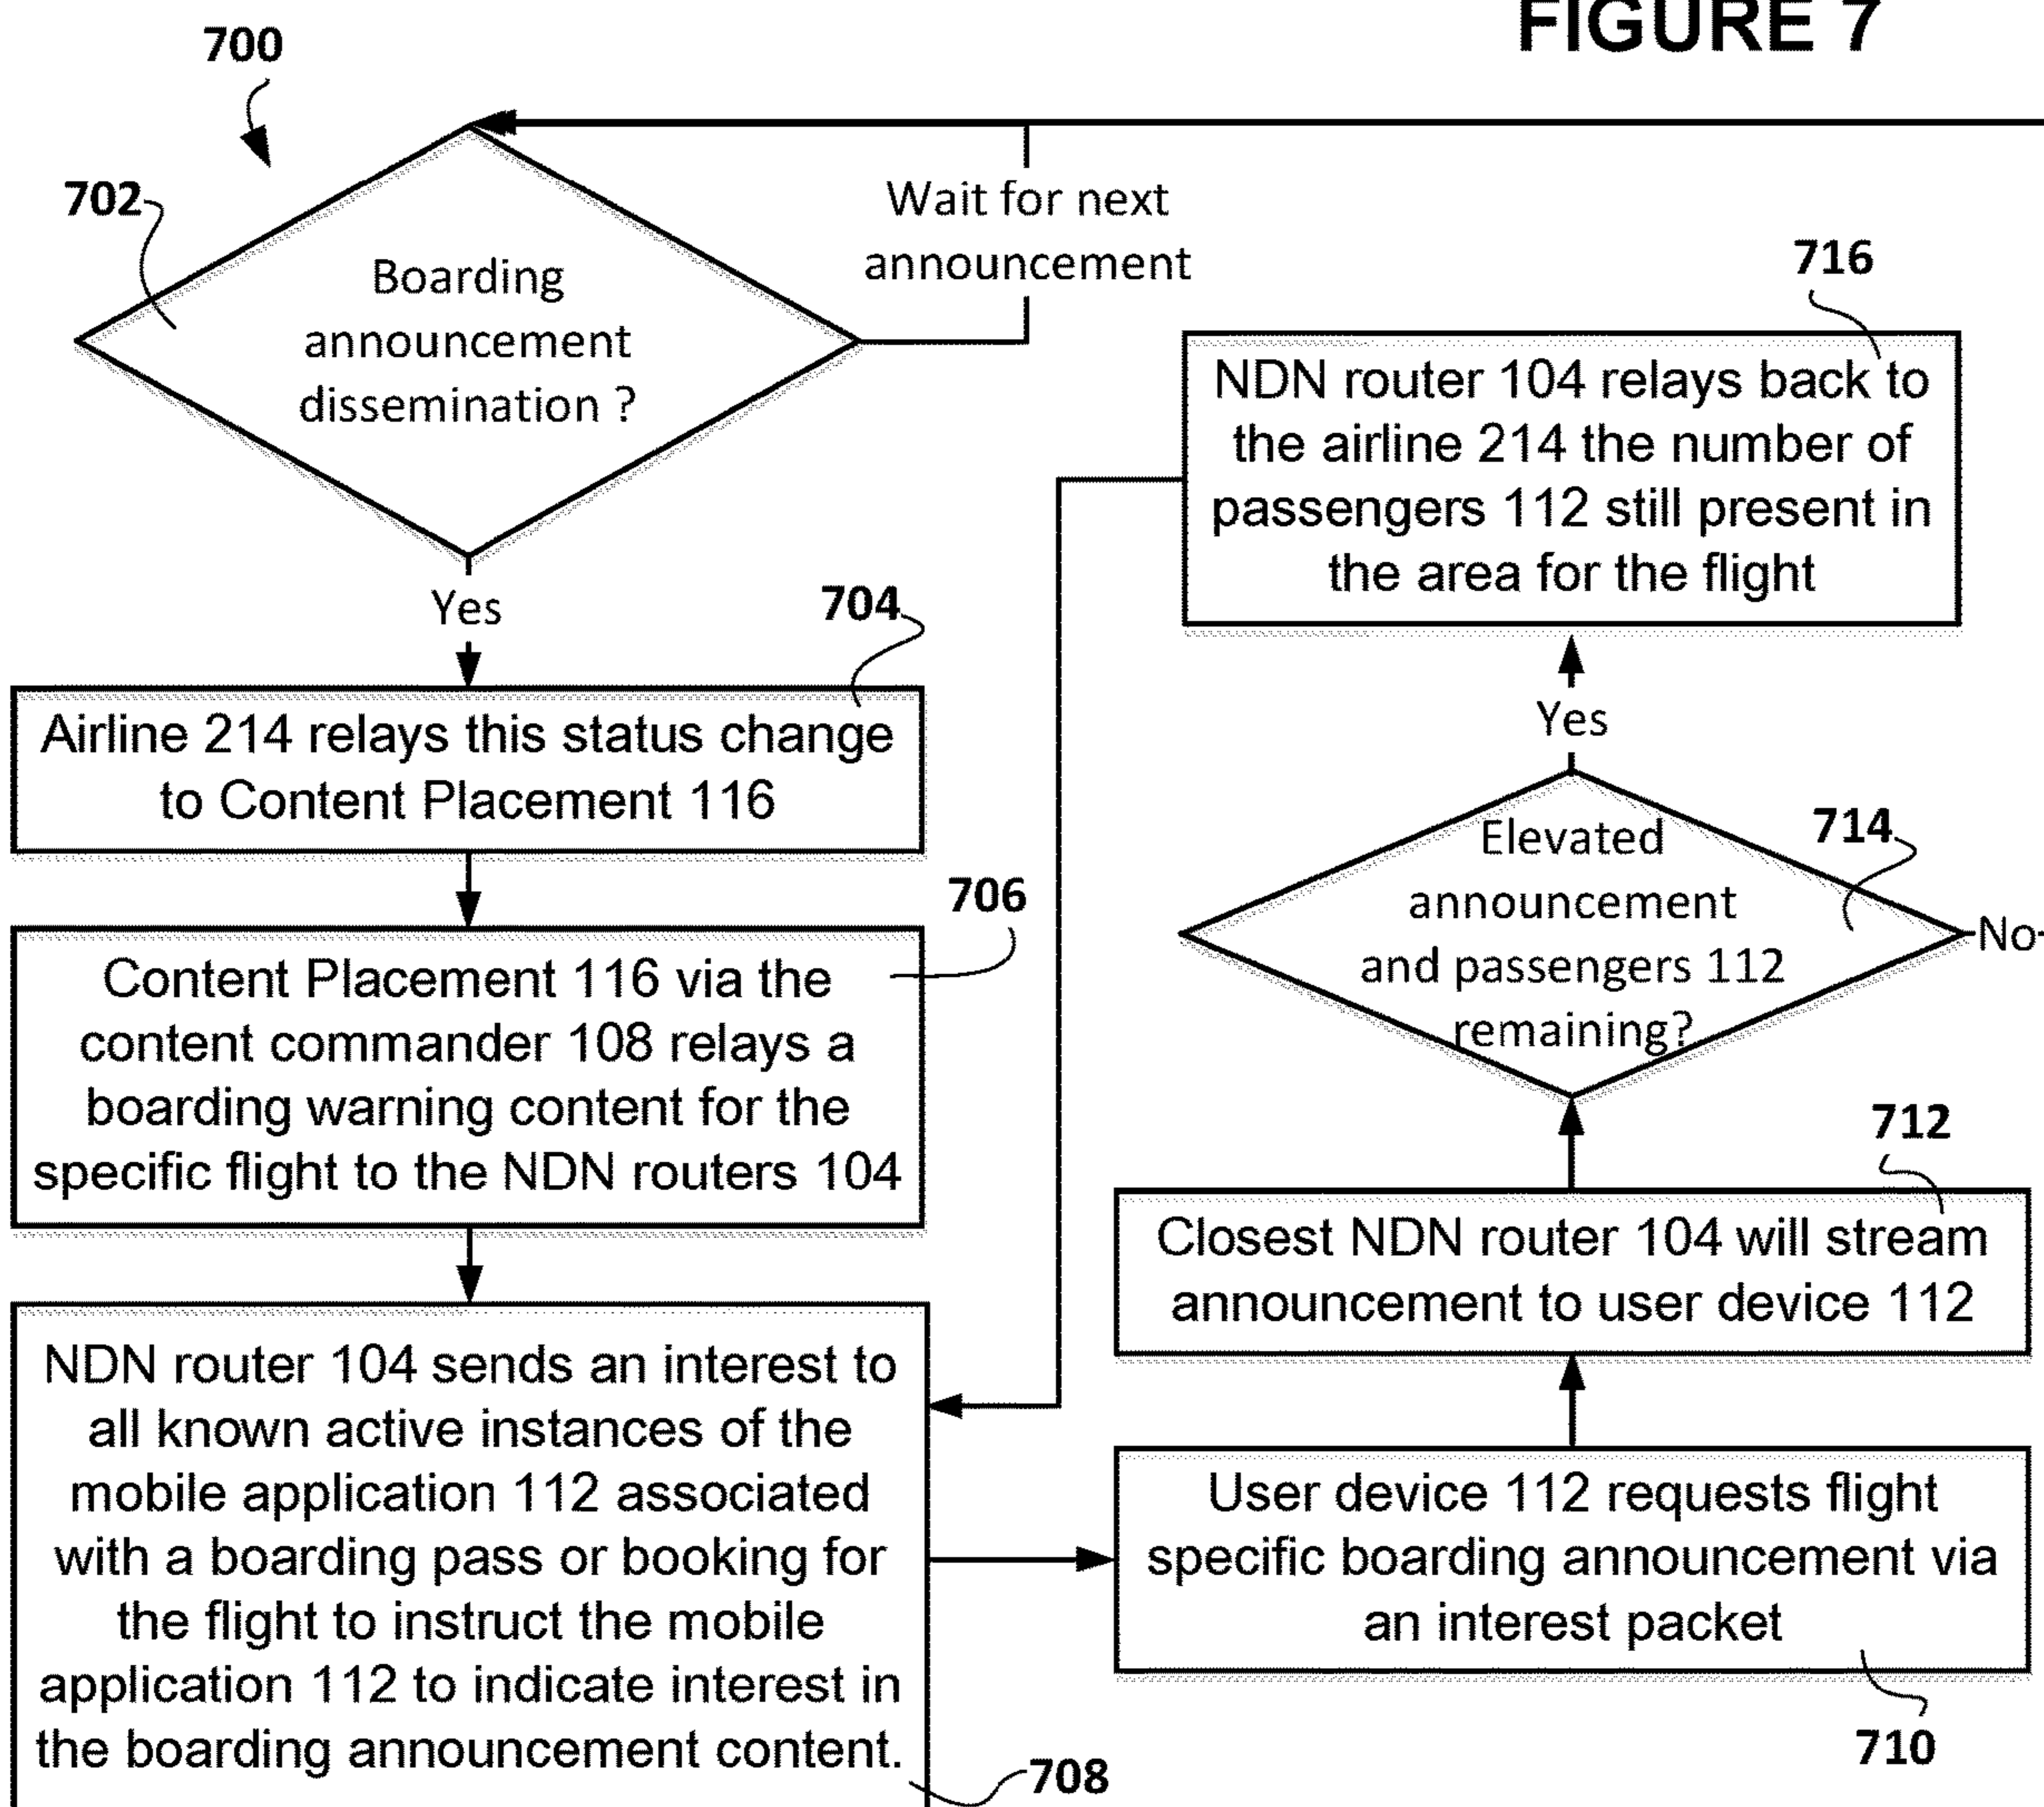 FIGURE 7
700
702
Boarding
announcement
dissemination ?
Wait for next
announcement
Yes
704
Airline 214 relays this status change
to Content Placement 116
706
Content Placement 116 via the
content commander 108 relays a
boarding warning content for the
specific flight to the NDN routers 104
NDN router 104 sends an interest to
all known active instances of the
mobile application 112 associated
with a boarding pass or booking for
the flight to instruct the mobile
application 112 to indicate interest in
the boarding announcement content.
708
User device 112 requests flight
specific boarding announcement via
an interest packet
710
712
Closest NDN router 104 will stream
announcement to user device 112
714
Elevated
announcement
and passengers 112
remaining?
No
Yes
716
NDN router 104 relays back to
the airline 214 the number of
passengers 112 still present in
the area for the flight